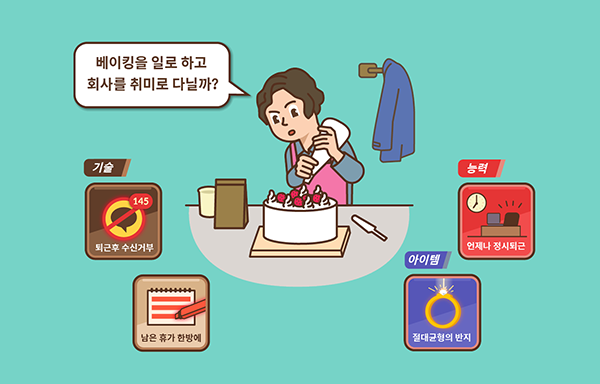 베이킹을 일로 하고
회사를 취미로 다닐까?
기술
145
퇴근후 수신거부
남은 휴가 한방에
능력
언제나 정시퇴근
아이템
절대균형의 반지